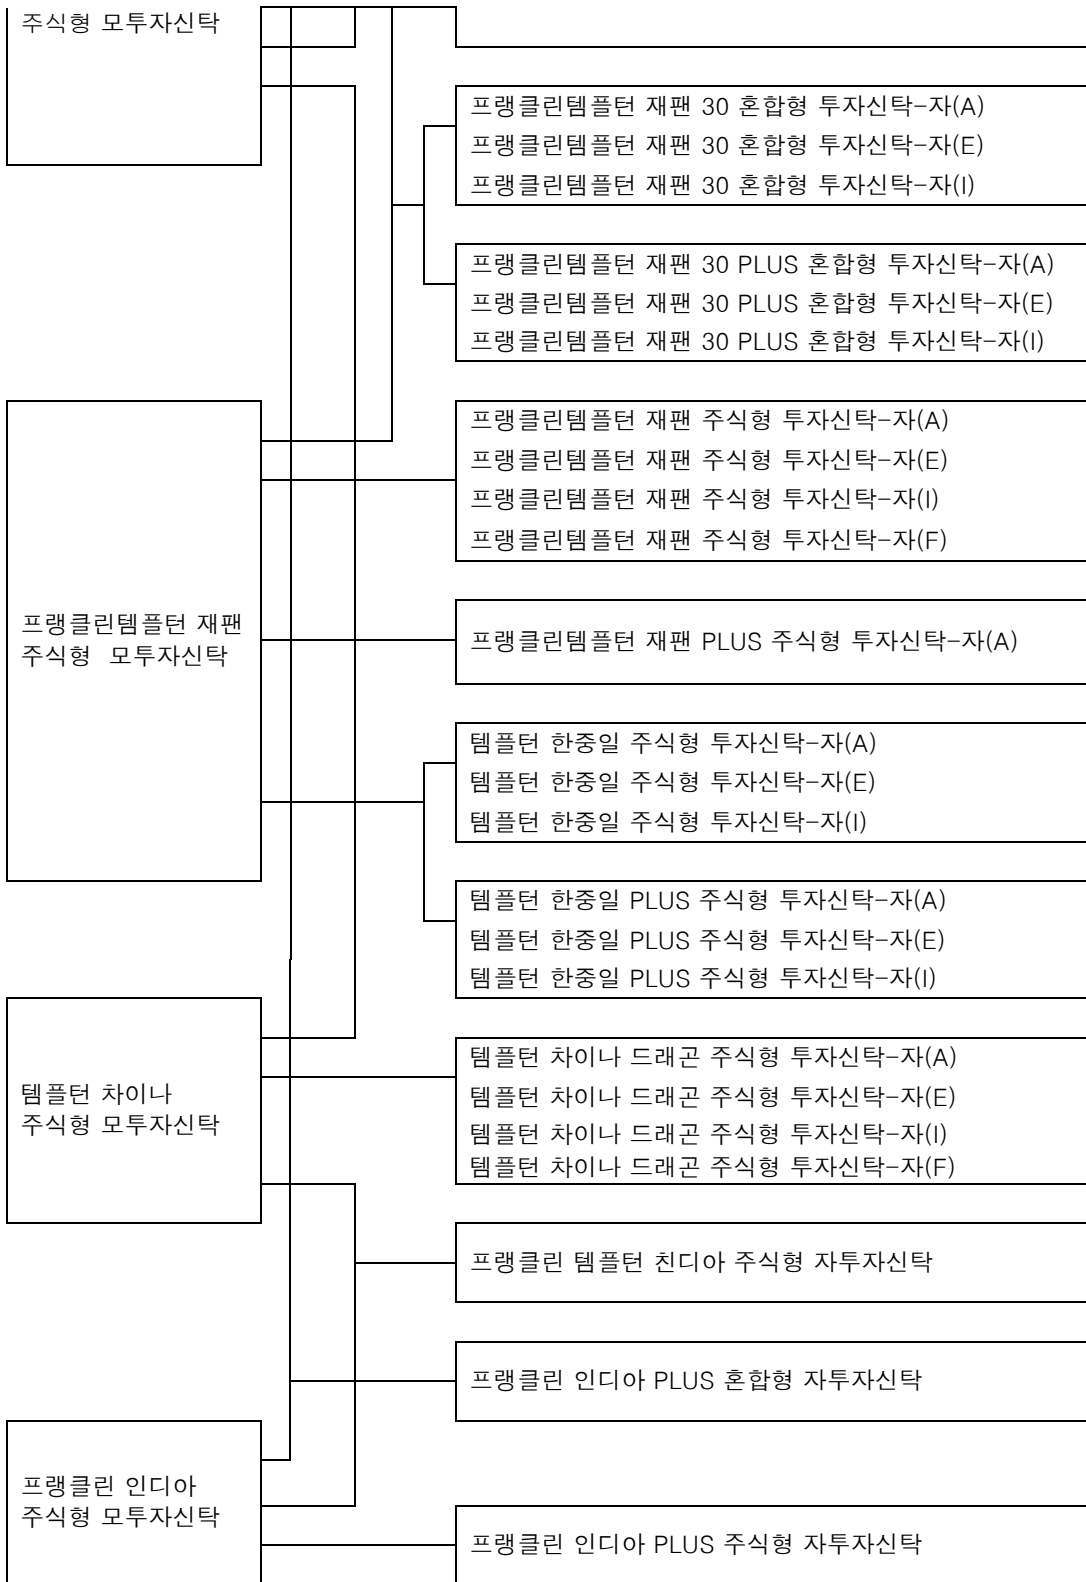 주식형 모투자신탁
프랭클린템플턴 재팬 30 혼합형 투자신탁-자(A)
프랭클린템플턴 재팬 30 혼합형 투자신탁-자(E)
프랭클린템플턴 재팬 30 혼합형 투자신탁-자(I)
프랭클린템플턴 재팬 30 PLUS 혼합형 투자신탁-자(A)
프랭클린템플턴 재팬 30 PLUS 혼합형 투자신탁-자(E)
프랭클린템플턴 재팬 30 PLUS 혼합형 투자신탁-자(I)
프랭클린템플턴 재팬 주식형 투자신탁-자(A)
프랭클린템플턴 재팬 주식형 투자신탁-자(E)
프랭클린템플턴 재팬 주식형 투자신탁-자(I)
프랭클린템플턴 재팬 주식형 투자신탁-자(F)
프랭클린템플턴 재팬
주식형 모투자신탁
프랭클린템플턴 재팬 PLUS 주식형 투자신탁-자(A)
템플턴 한중일 주식형 투자신탁-자(A)
템플턴 한중일 주식형 투자신탁-자(E)
템플턴 한중일 주식형 투자신탁-자(I)
템플턴 한중일 PLUS 주식형 투자신탁-자(A)
템플턴 한중일 PLUS 주식형 투자신탁-자(E)
템플턴 한중일 PLUS 주식형 투자신탁-자(I)
템플턴 차이나
주식형 모투자신탁
템플턴 차이나 드래곤 주식형 투자신탁-자(A)
템플턴 차이나 드래곤 주식형 투자신탁-자(E)
템플턴 차이나 드래곤 주식형 투자신탁-자(I)
템플턴 차이나 드래곤 주식형 투자신탁-자(F)
프랭클린 템플턴 친디아 주식형 자투자신탁
프랭클린 인디아 PLUS 혼합형 자투자신탁
프랭클린 인디아
주식형 모투자신탁
프랭클린 인디아 PLUS 주식형 자투자신탁